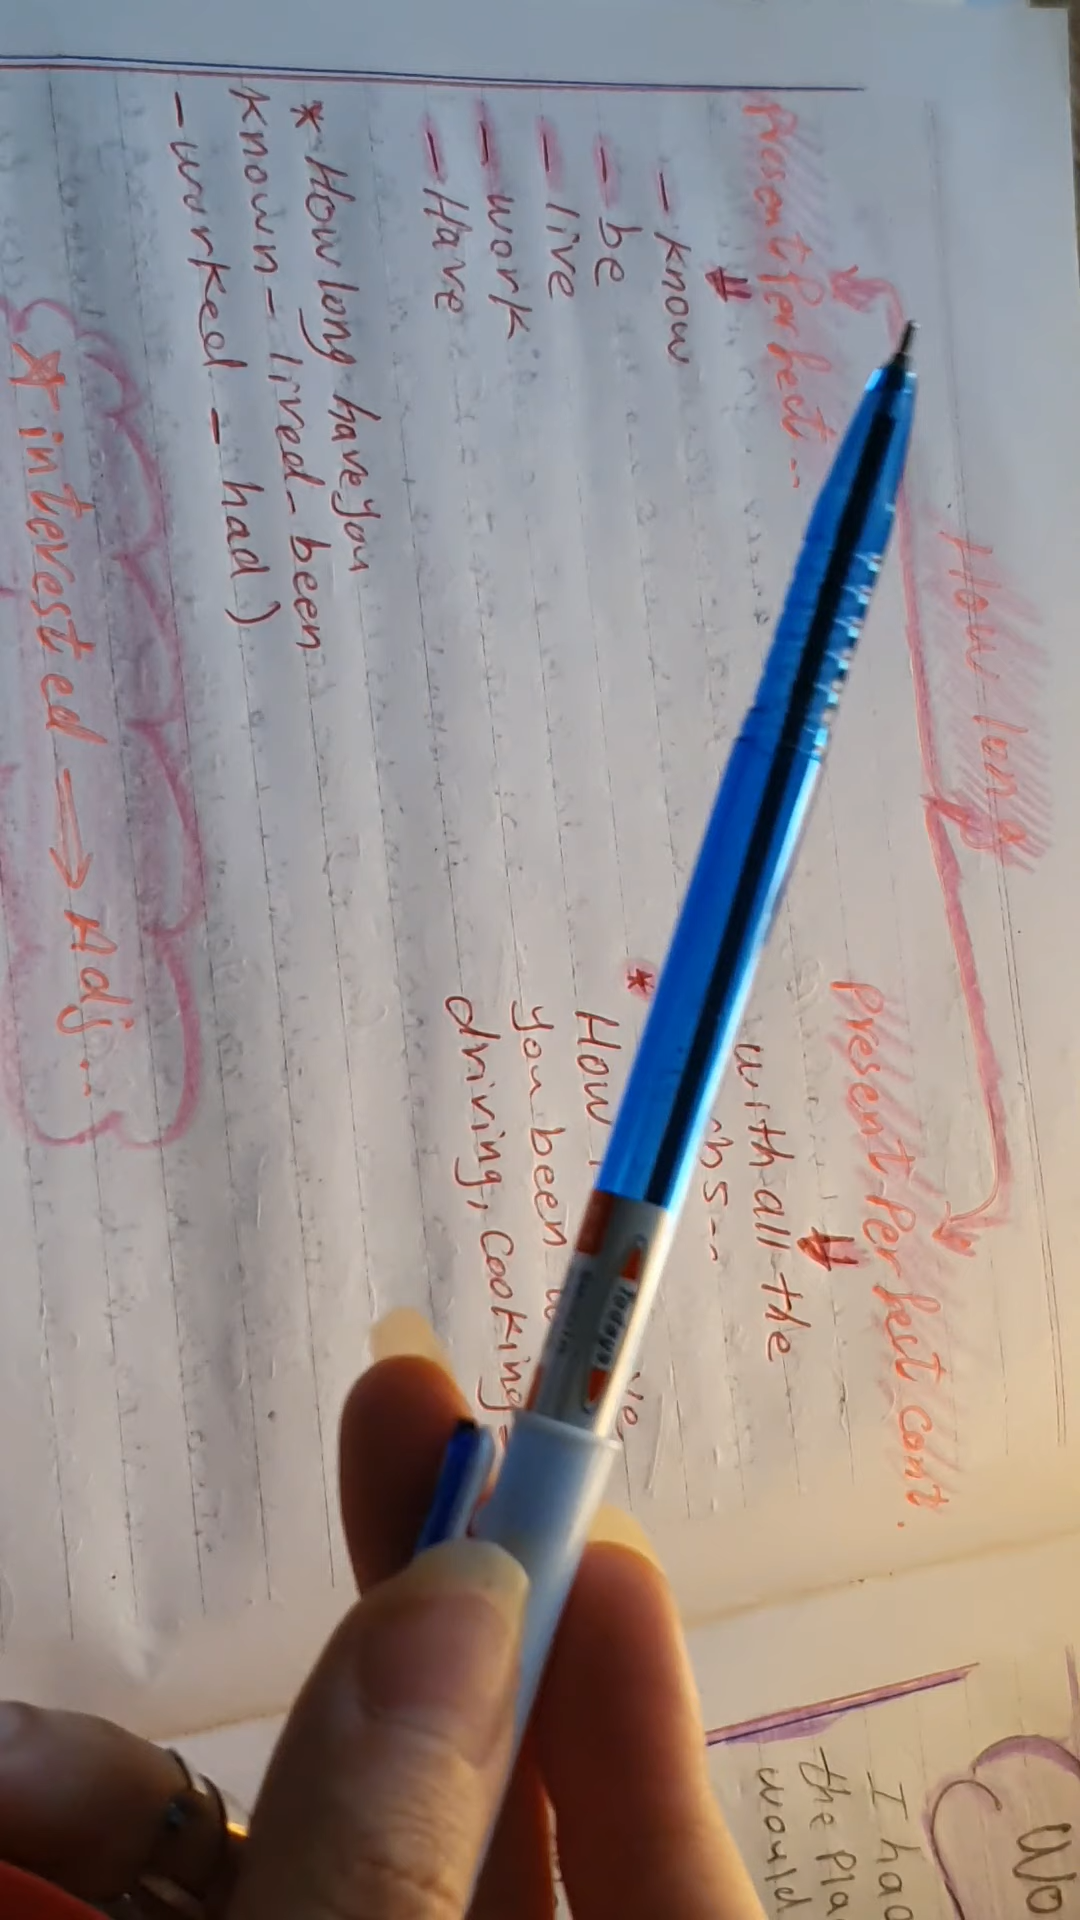 How long
Present Perfect..
- know
- be
- live
- work
- Have
* How long have you
known - lived - been
- worked - had)
Present Perfect cont.
with all the
* How
you been
driving, cooking
* interested → Adj...
Wo
I had
the Pla
would